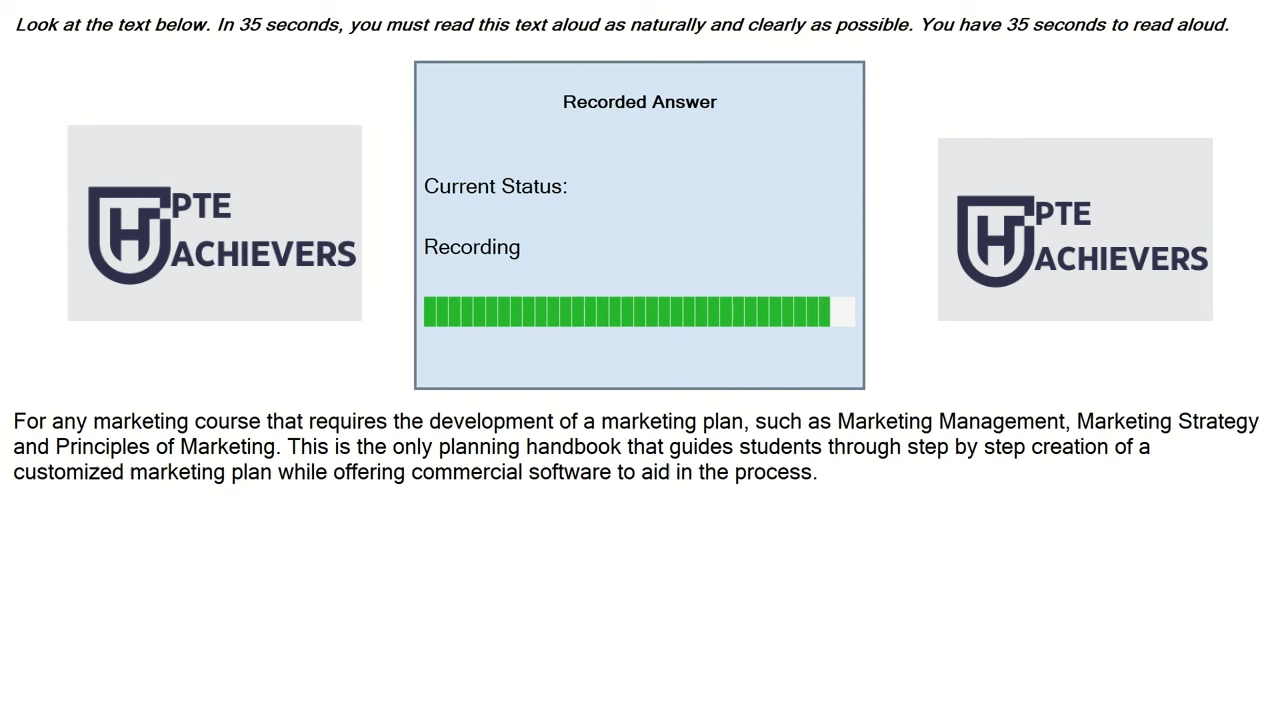 Look at the text below. In 35 seconds, you must read this text aloud as naturally and clearly as possible. You have 35 seconds to read aloud.
Recorded Answer
PTE
ACHIEVERS
Current Status:
Recording
PTE
ACHIEVERS
For any marketing course that requires the development of a marketing plan, such as Marketing Management, Marketing Strategy
and Principles of Marketing. This is the only planning handbook that guides students through step by step creation of a
customized marketing plan while offering commercial software to aid in the process.